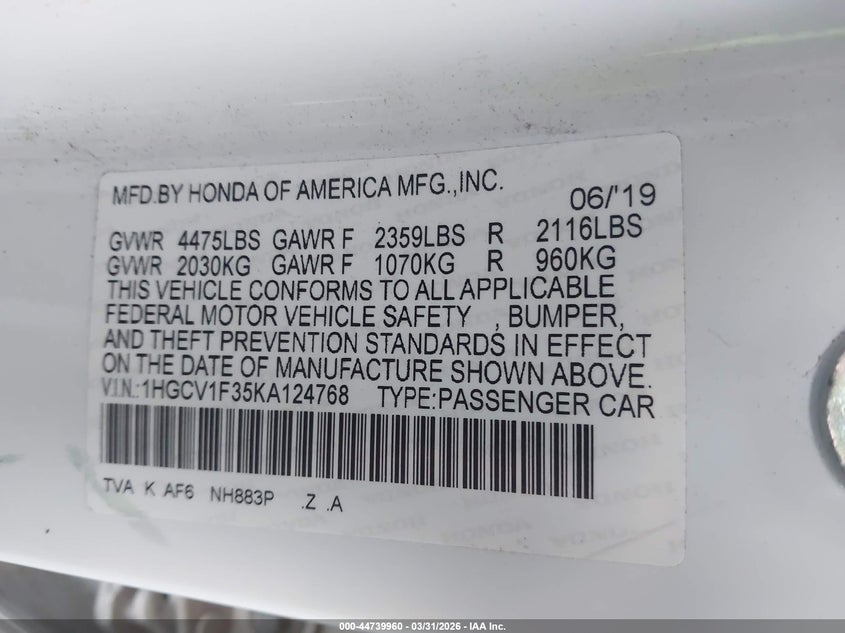 MFD.BY HONDA OF AMERICA MFG.,INC. 06/'19
GVWR 4475LBS GAWR F 2359LBS R 2116LBS
GVWR 2030KG GAWR F 1070KG R 960KG
THIS VEHICLE CONFORMS TO ALL APPLICABLE
FEDERAL MOTOR VEHICLE SAFETY , BUMPER,
AND THEFT PREVENTION STANDARDS IN EFFECT
ON THE DATE OF MANUFACTURE SHOWN ABOVE.
V.I.N.:1HGCV1F35KA124768 TYPE:PASSENGER CAR
TVA K AF6 NH883P .Z .A
000-44739960 - 03/31/2026 - IAA Inc.